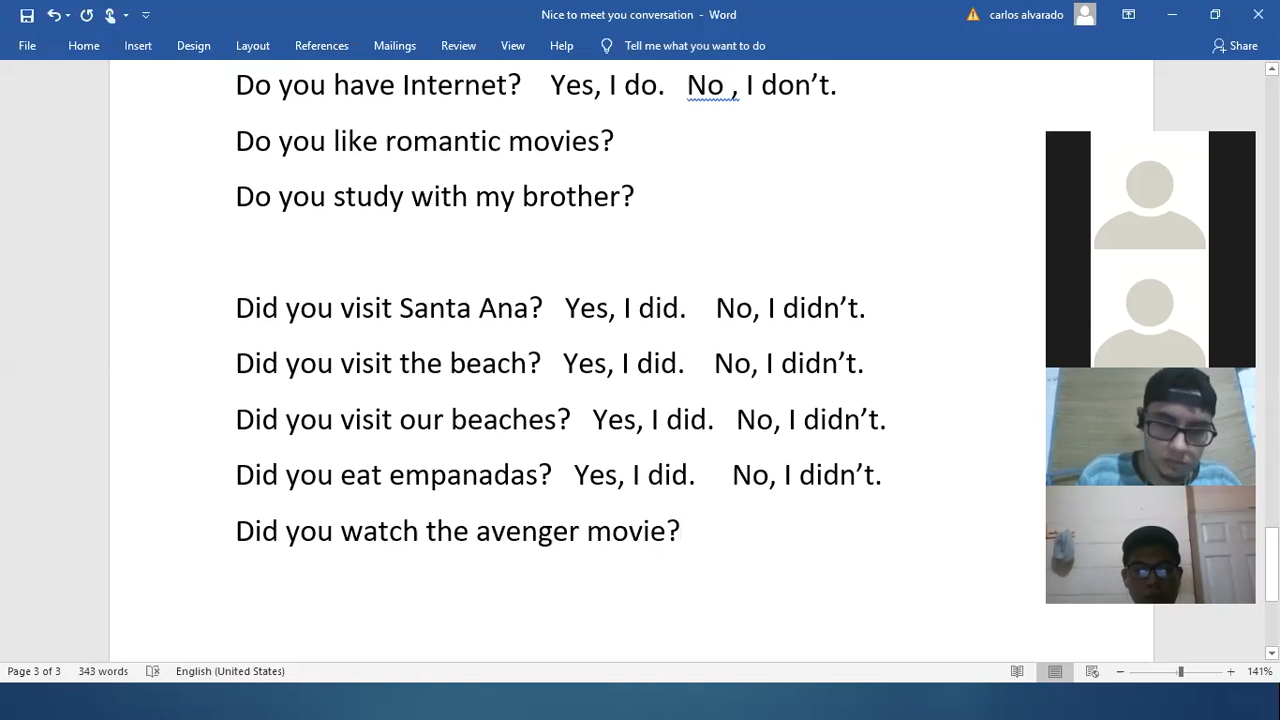 Nice to meet you conversation - Word
carlos alvarado
File Home Insert Design Layout References Mailings Review View Help Tell me what you want to do Share
Do you have Internet? Yes, I do. No , I don’t.
Do you like romantic movies?
Do you study with my brother?
Did you visit Santa Ana? Yes, I did. No, I didn’t.
Did you visit the beach? Yes, I did. No, I didn’t.
Did you visit our beaches? Yes, I did. No, I didn’t.
Did you eat empanadas? Yes, I did. No, I didn’t.
Did you watch the avenger movie?
Page 3 of 3 343 words English (United States) 141%